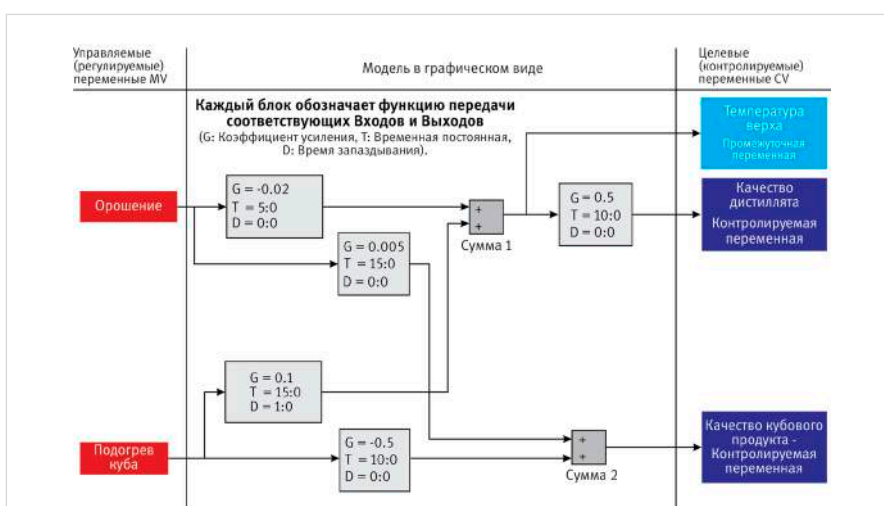 Управляемые
(регулируемые)
переменные MV
Модель в графическом виде
Целевые
(контролируемые)
переменные CV
Каждый блок обозначает функцию передачи
соответствующих Входов и Выходов
(G: Коэффициент усиления, T: Временная постоянная,
D: Время запаздывания).
Температура
верха
Промежуточная
переменная
Орошение
G = -0.02
T = 5:0
D = 0:0
+
+
Сумма 1
G = 0.5
T = 10:0
D = 0:0
Качество
дистиллята
Контролируемая
переменная
G = 0.005
T = 15:0
D = 0:0
G = 0.1
T = 15:0
D = 1:0
Подогрев
куба
G = -0.5
T = 10:0
D = 0:0
+
+
Сумма 2
Качество кубового
продукта -
Контролируемая
переменная